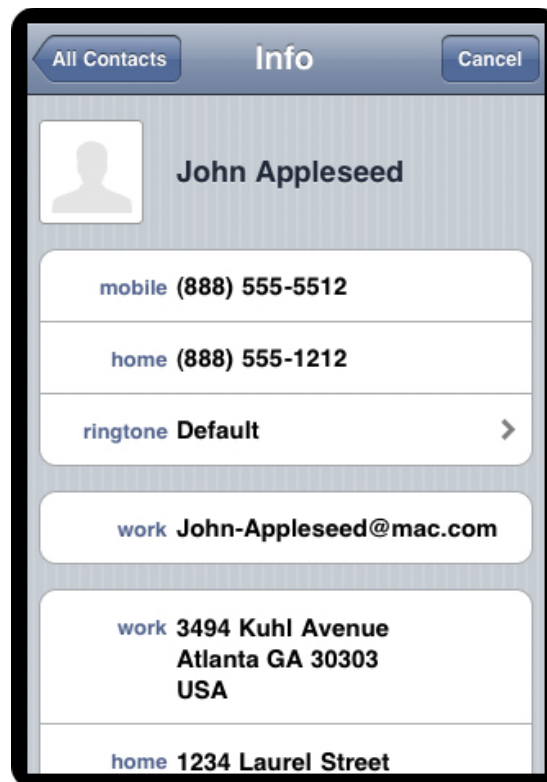 All Contacts Info Cancel
John Appleseed
mobile (888) 555-5512
home (888) 555-1212
ringtone Default
work John-Appleseed@mac.com
work 3494 Kuhl Avenue
Atlanta GA 30303
USA
home 1234 Laurel Street